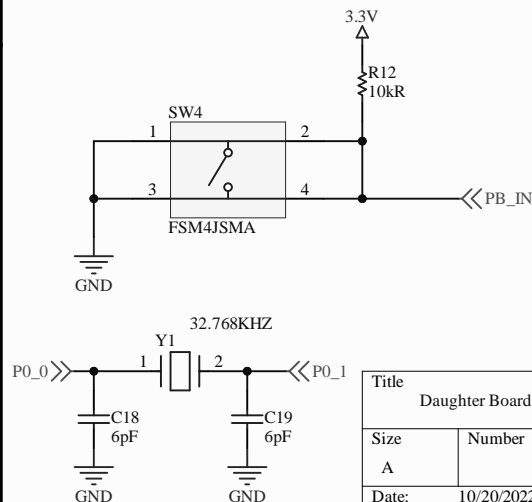 3.3V
R12
10kR
SW4
1 2
3 4
PB_IN
FSM4JSMA
GND
32.768KHZ
Y1
P0_0 1 2 P0_1
C18 C19
6pF 6pF
GND GND
Title
Daughter Board
Size Number
A
Date: 10/20/202